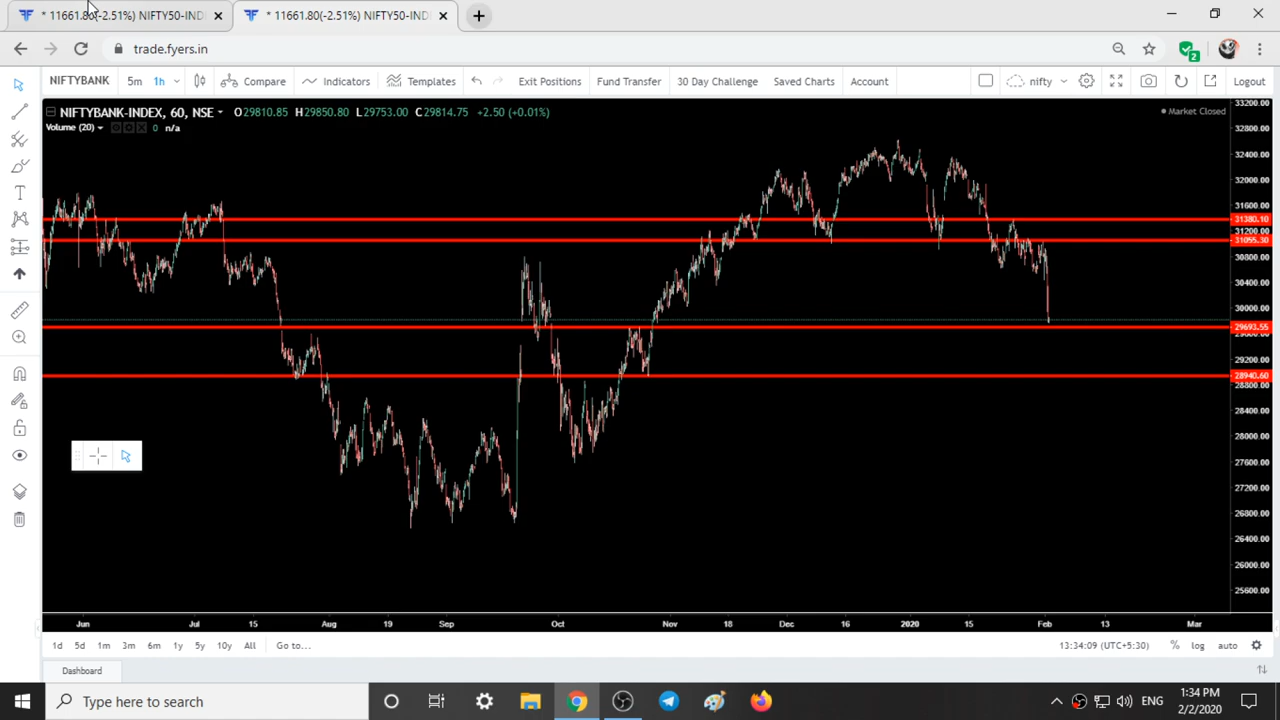 * 11661.80(-2.51%) NIFTY50-IND
* 11661.80(-2.51%) NIFTY50-IND
trade.fyers.in
2
NIFTYBANK
5m
1h
Compare
Indicators
Templates
Exit Positions
Fund Transfer
30 Day Challenge
Saved Charts
Account
nifty
Logout
NIFTYBANK-INDEX, 60, NSE
O29810.85 H29850.80 L29753.00 C29814.75 +2.50 (+0.01%)
Market Closed
Volume (20)
0 n/a
33200.00
32800.00
32400.00
32000.00
31600.00
31380.10
31200.00
31055.30
30800.00
30400.00
30000.00
29693.55
29200.00
28940.60
28800.00
28400.00
28000.00
27600.00
27200.00
26800.00
26400.00
26000.00
25600.00
Jun
Jul
15
Aug
19
Sep
Oct
Nov
18
Dec
16
2020
15
Feb
13
Mar
1d
5d
1m
3m
6m
1y
5y
10y
All
Go to...
13:34:09 (UTC+5:30)
%
log
auto
Dashboard
Type here to search
ENG
1:34 PM
2/2/2020